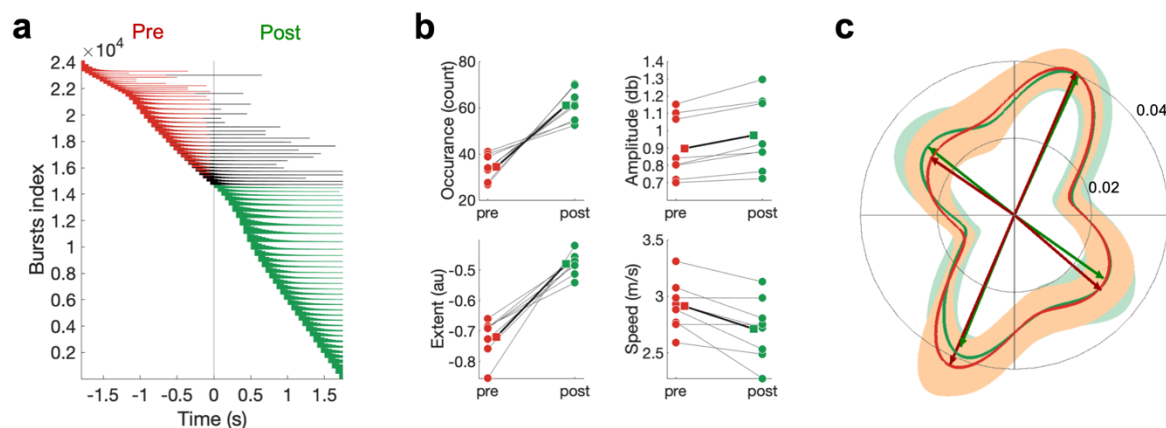 a
Pre
Post
×10⁴
Bursts index
2.4
2.2
2
1.8
1.6
1.4
1.2
1
0.8
0.6
0.4
0.2
-1.5
-1
-0.5
0
0.5
1
1.5
Time (s)
b
Occurance (count)
80
60
40
20
pre
post
Amplitude (db)
1.4
1.3
1.2
1.1
1
0.9
0.8
0.7
pre
post
Extent (au)
-0.5
-0.6
-0.7
-0.8
pre
post
Speed (m/s)
3.5
3
2.5
pre
post
c
0.04
0.02